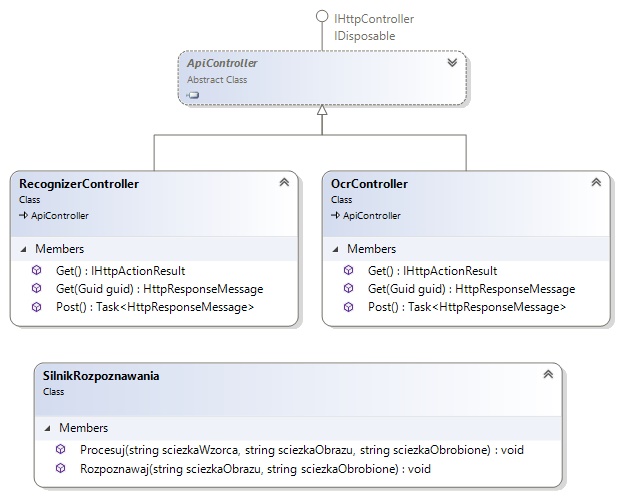 IHttpController
IDisposable
ApiController
Abstract Class
RecognizerController
Class
ApiController
Members
Get() : IHttpActionResult
Get(Guid guid) : HttpResponseMessage
Post() : Task<HttpResponseMessage>
OcrController
Class
ApiController
Members
Get() : IHttpActionResult
Get(Guid guid) : HttpResponseMessage
Post() : Task<HttpResponseMessage>
SilnikRozpoznawania
Class
Members
Procesuj(string sciezkaWzorca, string sciezkaObrazu, string sciezkaObrobione) : void
Rozpoznawaj(string sciezkaObrazu, string sciezkaObrobione) : void